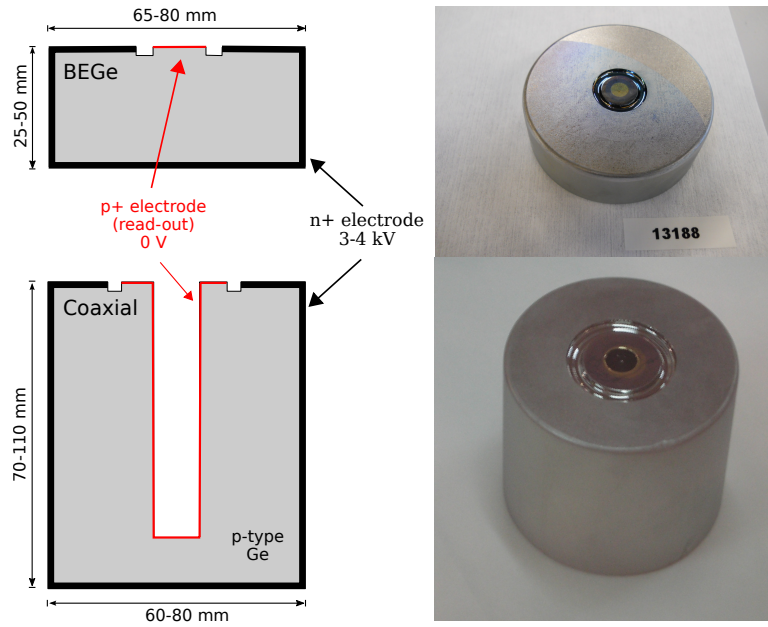 65-80 mm
BEGe
25-50 mm
p+ electrode
(read-out)
0 V
n+ electrode
3-4 kV
13188
Coaxial
70-110 mm
p-type
Ge
60-80 mm